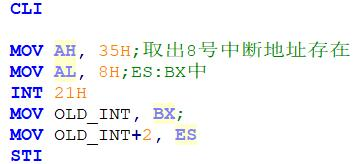 CLI
MOV AH, 35H;取出8号中断地址存在
MOV AL, 8H;ES:BX中
INT 21H
MOV OLD_INT, BX;
MOV OLD_INT+2, ES
STI